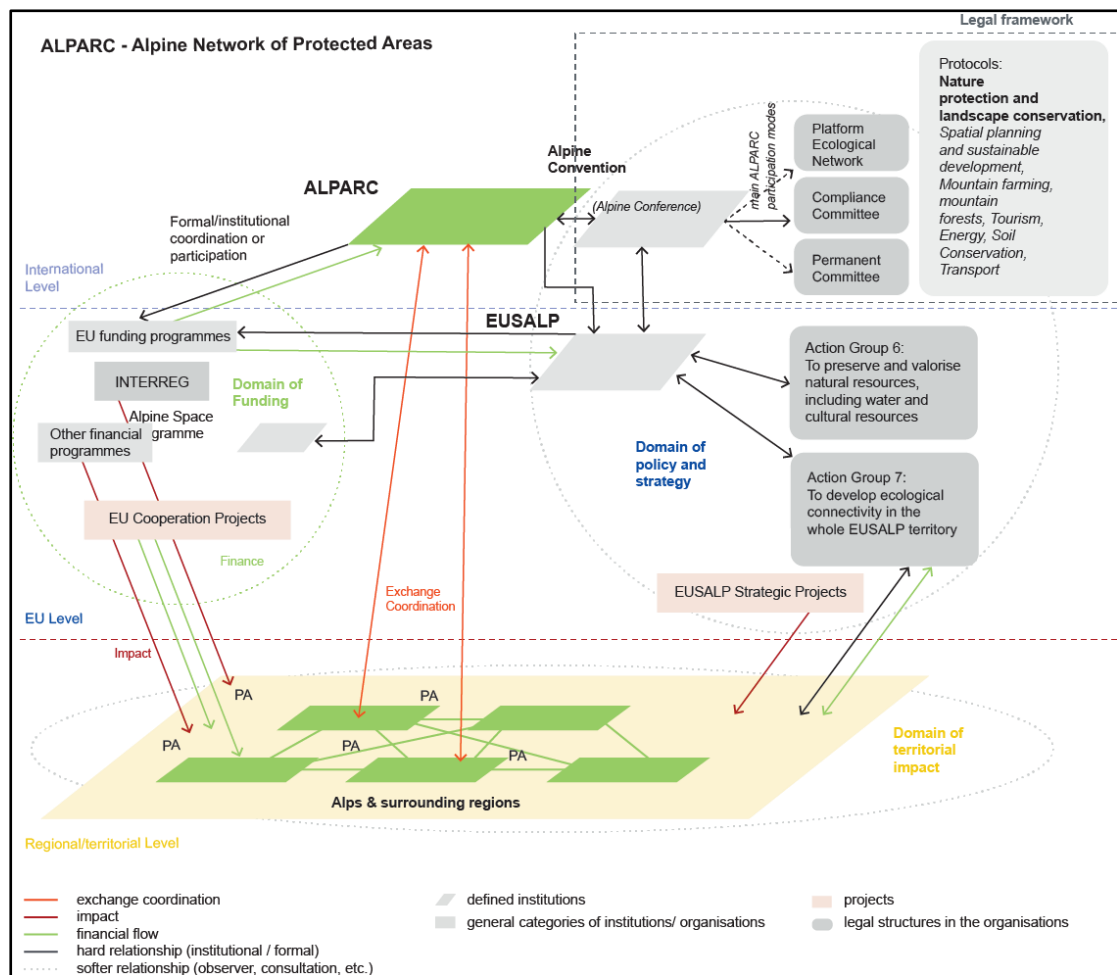 Legal framework
ALPARC - Alpine Network of Protected Areas
Protocols:
Nature
protection and
landscape conservation,
Spatial planning
and sustainable
development,
Mountain farming,
mountain
forests, Tourism,
Energy, Soil
Conservation,
Transport
main ALPARC
participation modes
Platform
Ecological
Network
Compliance
Committee
Permanent
Committee
Alpine
Convention
(Alpine Conference)
ALPARC
Formal/institutional
coordination or
participation
International
Level
EUSALP
EU funding programmes
INTERREG
Alpine Space
ogramme
Other financial
programmes
Domain of
Funding
EU Cooperation Projects
Finance
Action Group 6:
To preserve and valorise
natural resources,
including water and
cultural resources
Domain of
policy and
strategy
Action Group 7:
To develop ecological
connectivity in the
whole EUSALP territory
Exchange
Coordination
EUSALP Strategic Projects
EU Level
Impact
PA
PA
PA
PA
PA
Domain of
territorial
impact
Alps & surrounding regions
Regional/territorial Level
exchange coordination
impact
financial flow
hard relationship (institutional / formal)
softer relationship (observer, consultation, etc.)
defined institutions
general categories of institutions/ organisations
projects
legal structures in the organisations